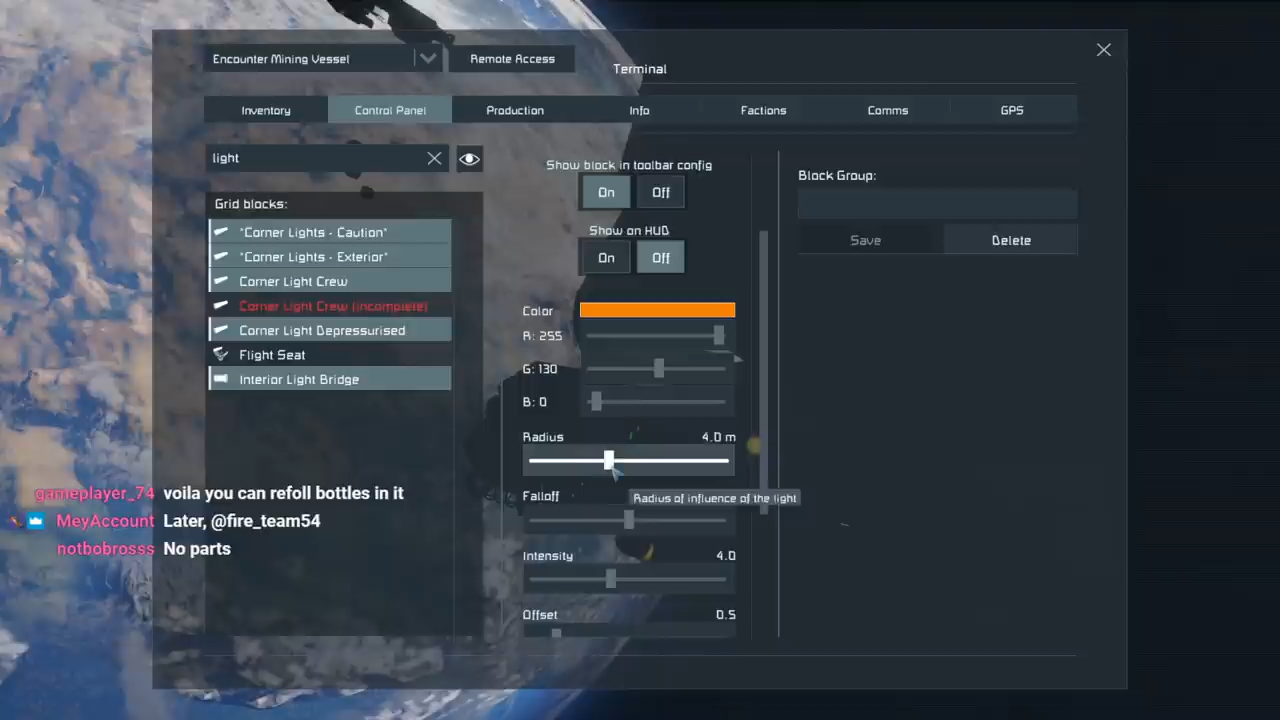 Encounter Mining Vessel
Remote Access
Terminal
Inventory
Control Panel
Production
Info
Factions
Comms
GPS
light
Grid blocks:
*Corner Lights - Caution*
*Corner Lights - Exterior*
Corner Light Crew
Corner Light Crew (Incomplete)
Corner Light Depressurised
Flight Seat
Interior Light Bridge
Show block in toolbar config
On Off
Show on HUD
On Off
Color
R: 255
G: 130
B: 0
Radius 4.0 m
Radius of influence of the light
Falloff
Intensity 4.0
Offset 0.5
Block Group:
Save Delete
gameplayer_74 voila you can refoll bottles in it
MeyAccount Later, @fire_team54
notbobrosss No parts